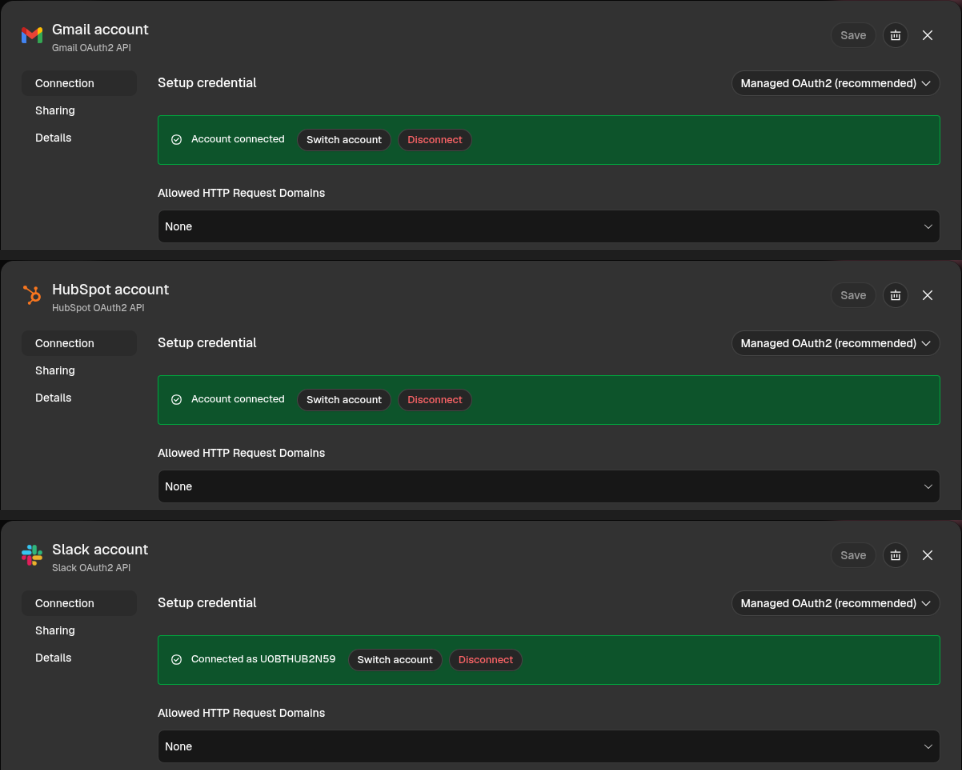 Gmail account
Gmail OAuth2 API
Save
Connection
Sharing
Details
Setup credential
Managed OAuth2 (recommended)
Account connected
Switch account
Disconnect
Allowed HTTP Request Domains
None
HubSpot account
HubSpot OAuth2 API
Save
Connection
Sharing
Details
Setup credential
Managed OAuth2 (recommended)
Account connected
Switch account
Disconnect
Allowed HTTP Request Domains
None
Slack account
Slack OAuth2 API
Save
Connection
Sharing
Details
Setup credential
Managed OAuth2 (recommended)
Connected as U0BTHUB2N59
Switch account
Disconnect
Allowed HTTP Request Domains
None